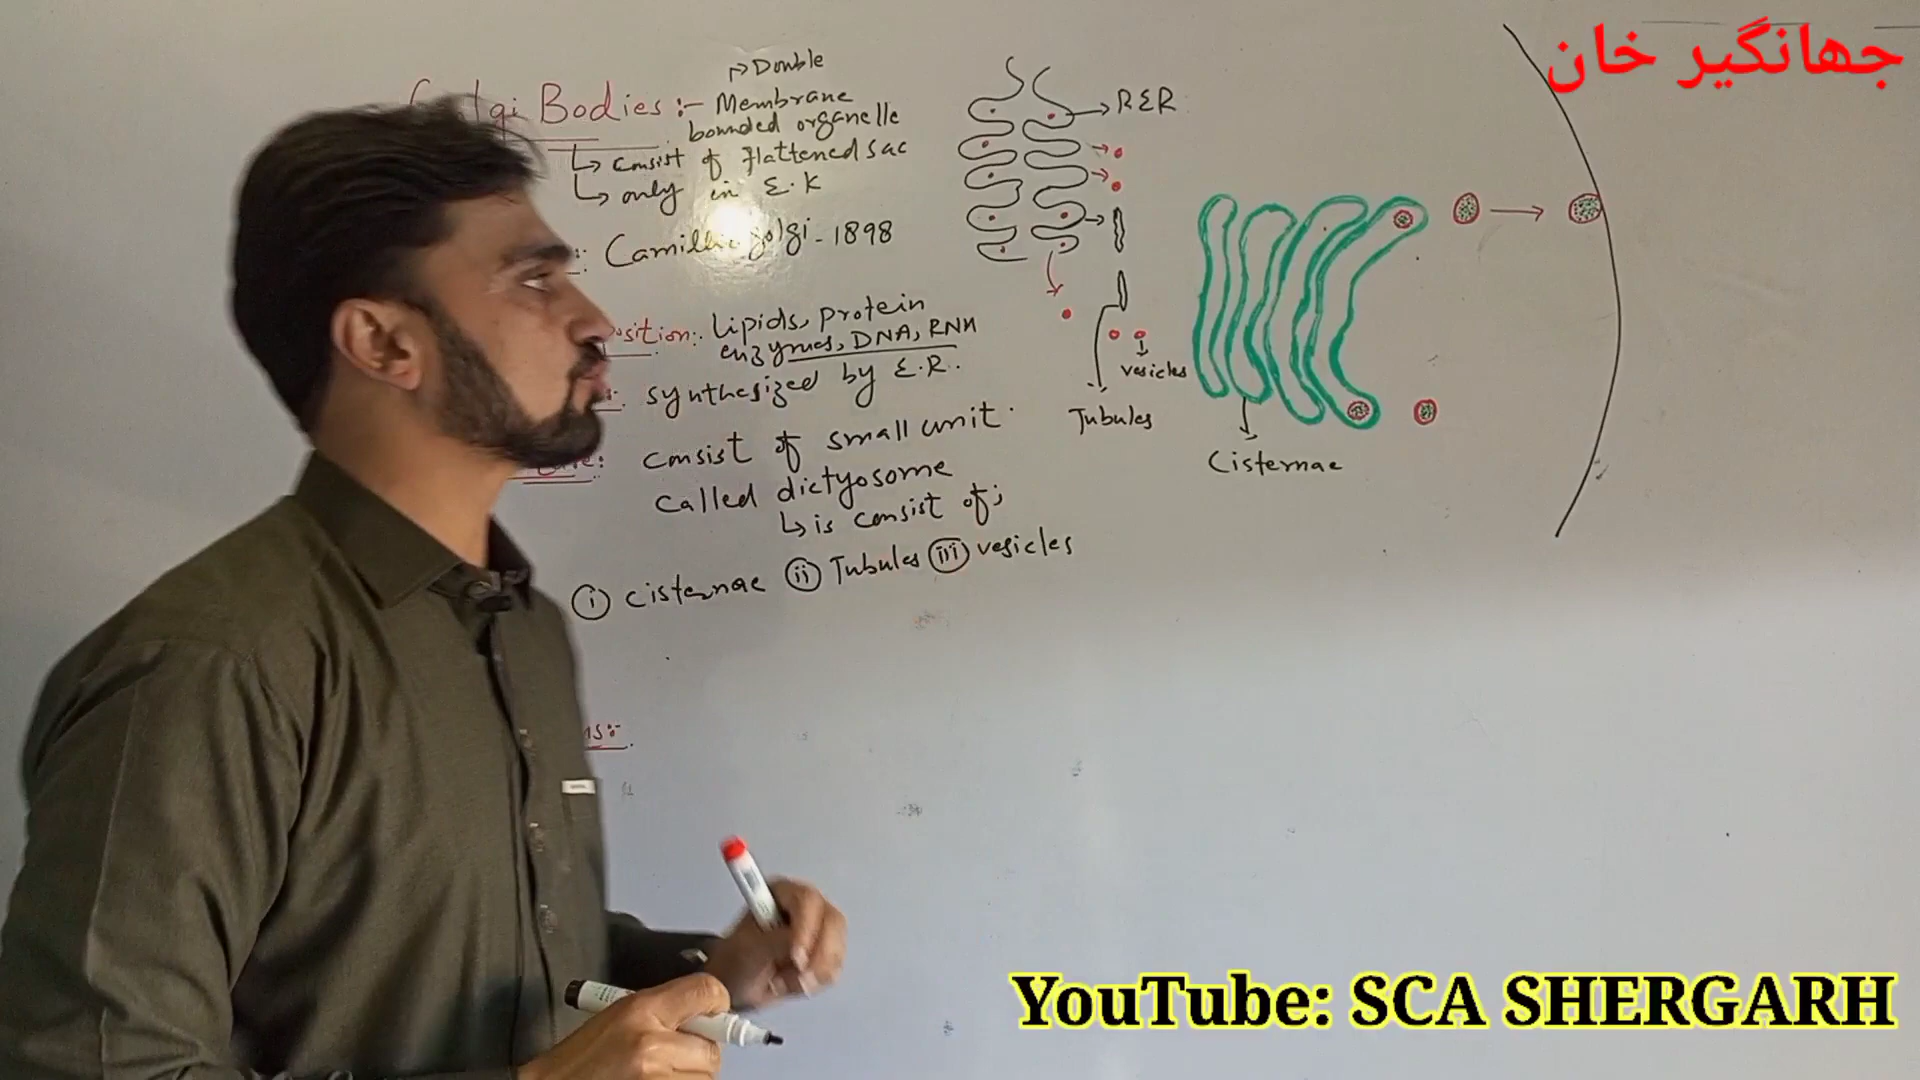 جهانگیر خان
Golgi Bodies :-
↱ Double
Membrane
bounded organelle
↳ consist of flattened sac
↳ only in E.K
Golgi - 1898
Lipids, protein
enzymes, DNA, RNA
synthesized by E.R.
consist of small unit.
called dictyosome
↳ is consist of;
(i) cisternae (ii) Tubules (iii) vesicles
RER
vesicles
Tubules
Cisternae
YouTube: SCA SHERGARH